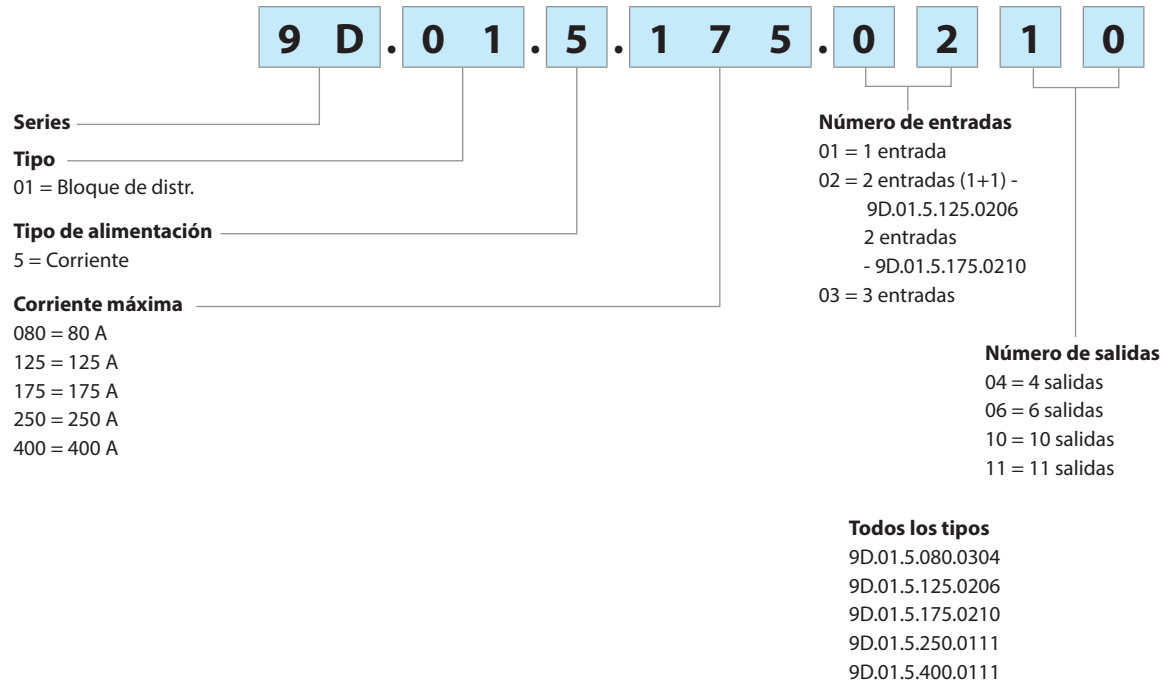 9 D . 0 1 . 5 . 1 7 5 . 0 2 1 0
Series
Tipo
01 = Bloque de distr.
Tipo de alimentación
5 = Corriente
Corriente máxima
080 = 80 A
125 = 125 A
175 = 175 A
250 = 250 A
400 = 400 A
Número de entradas
01 = 1 entrada
02 = 2 entradas (1+1) -
9D.01.5.125.0206
2 entradas
- 9D.01.5.175.0210
03 = 3 entradas
Número de salidas
04 = 4 salidas
06 = 6 salidas
10 = 10 salidas
11 = 11 salidas
Todos los tipos
9D.01.5.080.0304
9D.01.5.125.0206
9D.01.5.175.0210
9D.01.5.250.0111
9D.01.5.400.0111